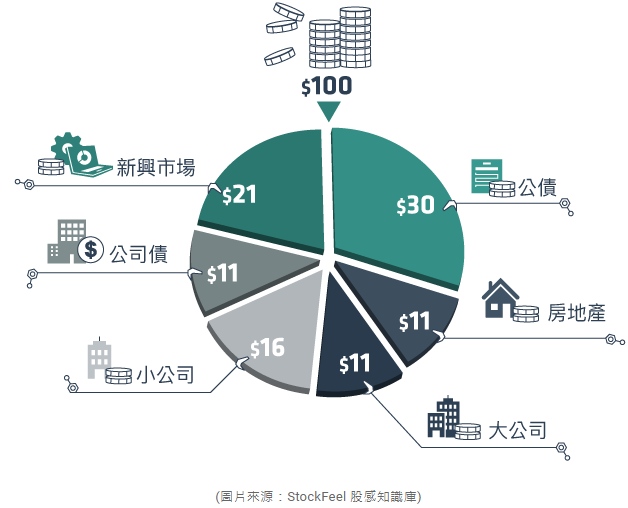 $100
新興市場
$21
$30
公債
公司債
$11
$11
房地產
$16
$11
小公司
大公司
(圖片來源：StockFeel 股感知識庫)